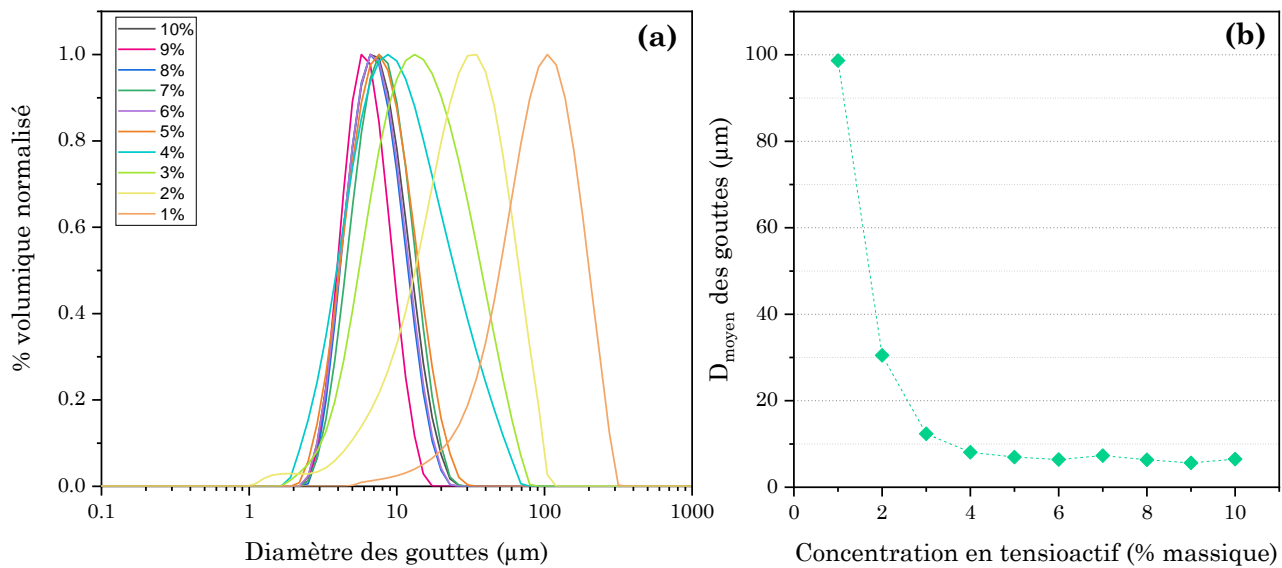 (a)
10%
9%
8%
7%
6%
5%
4%
3%
2%
1%
% volumique normalisé
1.0
0.8
0.6
0.4
0.2
0.0
0.1 1 10 100 1000
Diamètre des gouttes (µm)
(b)
D_moyen des gouttes (µm)
100
80
60
40
20
0
0 2 4 6 8 10
Concentration en tensioactif (% massique)